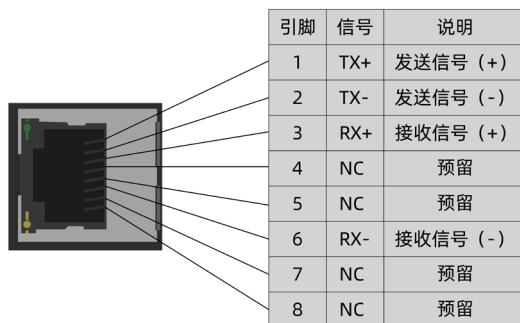 引脚 信号 说明
1 TX+ 发送信号（+）
2 TX- 发送信号（-）
3 RX+ 接收信号（+）
4 NC 预留
5 NC 预留
6 RX- 接收信号（-）
7 NC 预留
8 NC 预留